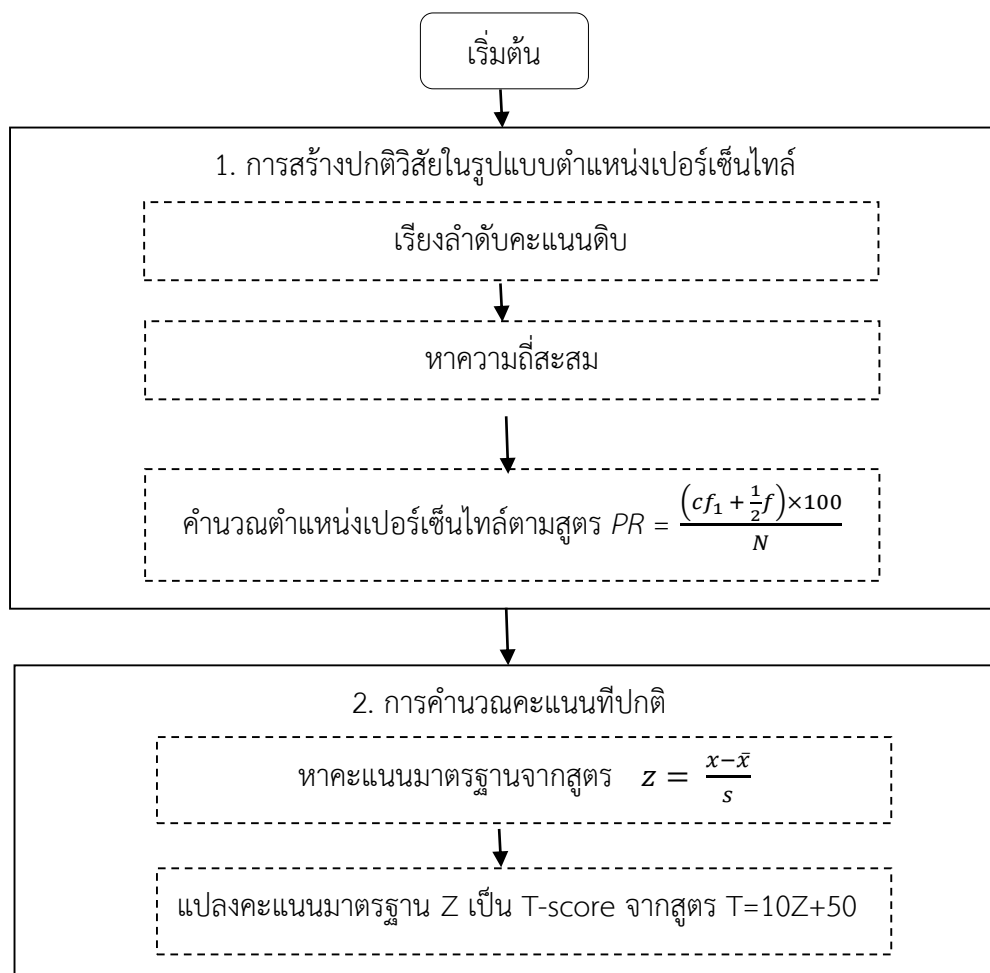 เริ่มต้น
1. การสร้างปกติวิสัยในรูปแบบตำแหน่งเปอร์เซ็นไทล์
เรียงลำดับคะแนนดิบ
หาความถี่สะสม
คำนวณตำแหน่งเปอร์เซ็นไทล์ตามสูตร PR = \frac{(cf_1 + \frac{1}{2}f)×100}{N}
2. การคำนวณคะแนนทีปกติ
หาคะแนนมาตรฐานจากสูตร z = \frac{x−x̄}{s}
แปลงคะแนนมาตรฐาน Z เป็น T-score จากสูตร T=10Z+50